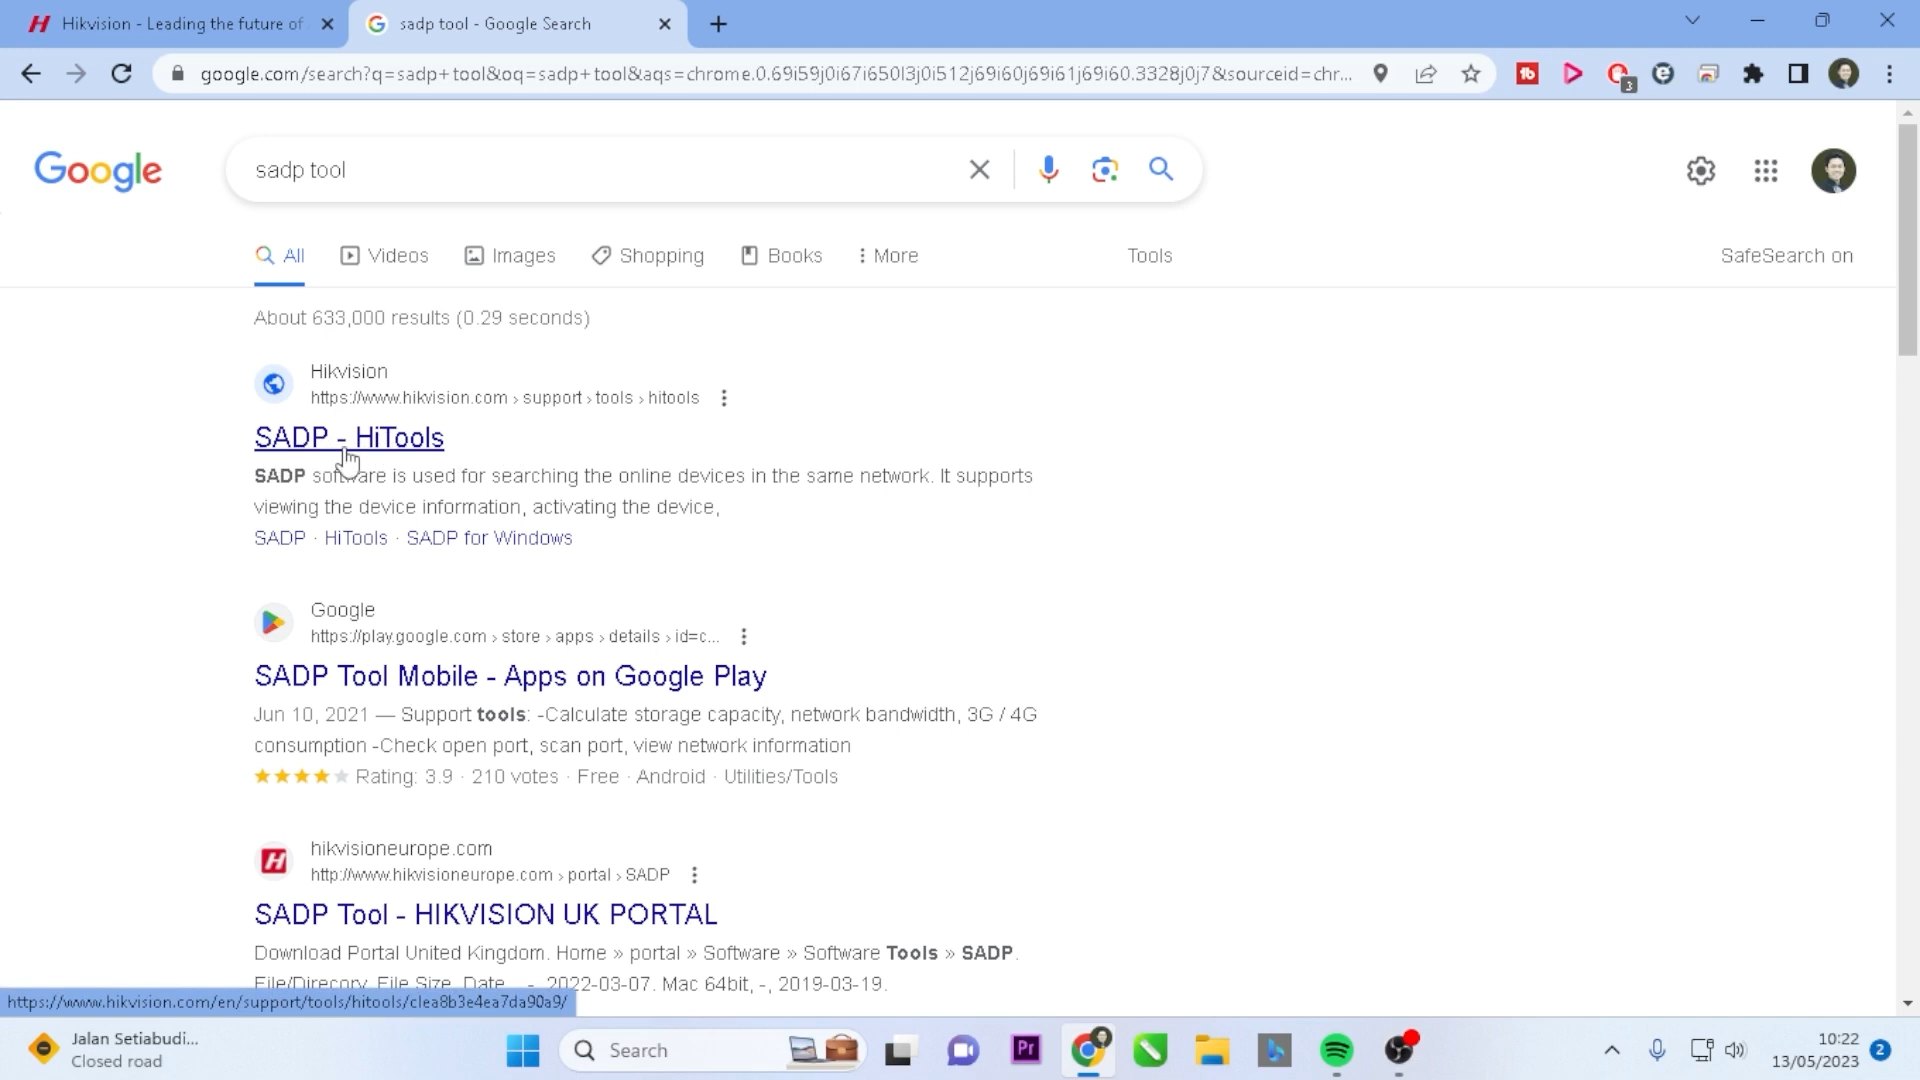 Hikvision - Leading the future of
sadp tool - Google Search
google.com/search?q=sadp+tool&oq=sadp+tool&aqs=chrome.0.69i59j0i67i650l3j0i512j69i60j69i61j69i60.3328j0j7&sourceid=chr...
3
Google
sadp tool
All
Videos
Images
Shopping
Books
More
Tools
SafeSearch on
About 633,000 results (0.29 seconds)
Hikvision
https://www.hikvision.com › support › tools › hitools
SADP - HiTools
SADP software is used for searching the online devices in the same network. It supports
viewing the device information, activating the device,
SADP · HiTools · SADP for Windows
Google
https://play.google.com › store › apps › details › id=c...
SADP Tool Mobile - Apps on Google Play
Jun 10, 2021 — Support tools: -Calculate storage capacity, network bandwidth, 3G / 4G
consumption -Check open port, scan port, view network information
Rating: 3.9 · 210 votes · Free · Android · Utilities/Tools
hikvisioneurope.com
http://www.hikvisioneurope.com › portal › SADP
SADP Tool - HIKVISION UK PORTAL
Download Portal United Kingdom. Home » portal » Software » Software Tools » SADP.
File/Direcory, File Size, Date, .., -, 2022-03-07. Mac 64bit, -, 2019-03-19.
https://www.hikvision.com/en/support/tools/hitools/clea8b3e4ea7da90a9/
Jalan Setiabudi...
Closed road
Search
Pr
10:22
13/05/2023
2